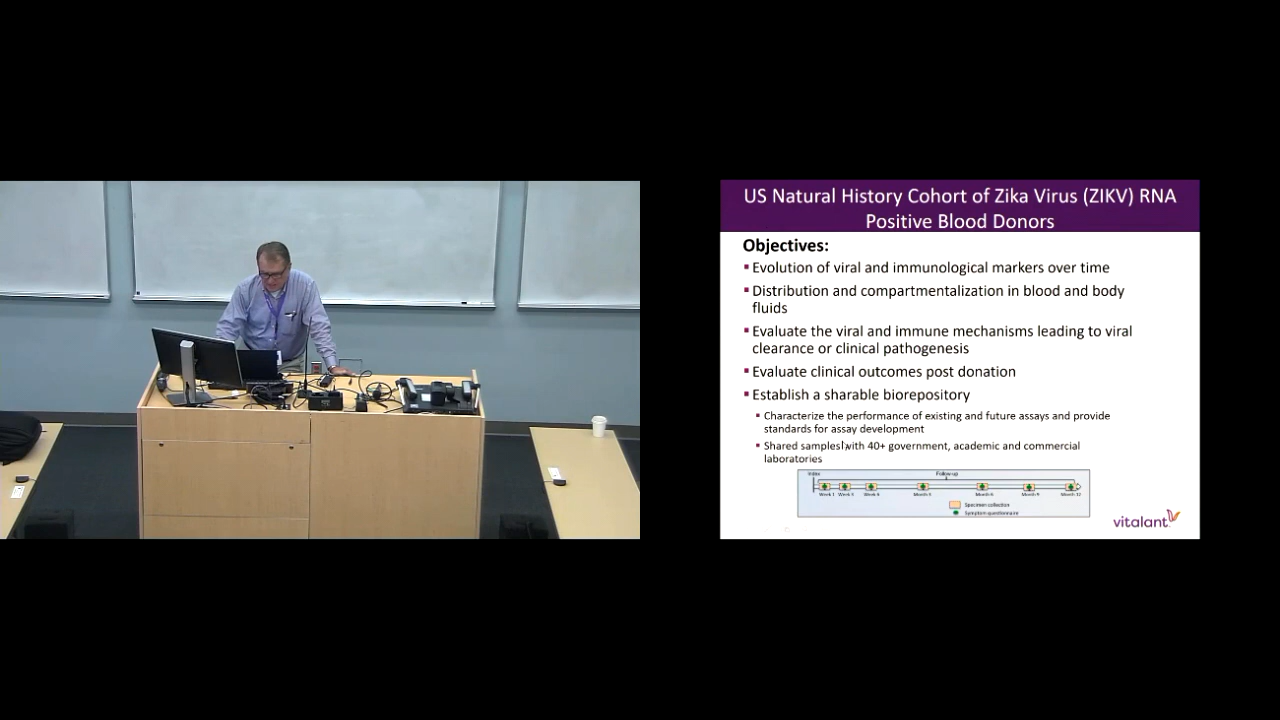 US Natural History Cohort of Zika Virus (ZIKV) RNA
Positive Blood Donors
Objectives:
Evolution of viral and immunological markers over time
Distribution and compartmentalization in blood and body
fluids
Evaluate the viral and immune mechanisms leading to viral
clearance or clinical pathogenesis
Evaluate clinical outcomes post donation
Establish a sharable biorepository
Characterize the performance of existing and future assays and provide
standards for assay development
Shared samples with 40+ government, academic and commercial
laboratories
Index
Follow-up
Week 1
Month 12
Specimen collection
Symptom questionnaire
vitalant